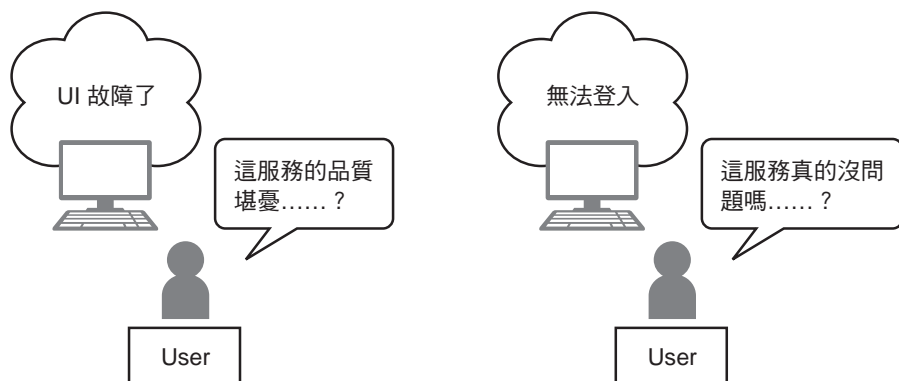 UI 故障了
這服務的品質
堪憂……？
User
無法登入
這服務真的沒問
題嗎……？
User